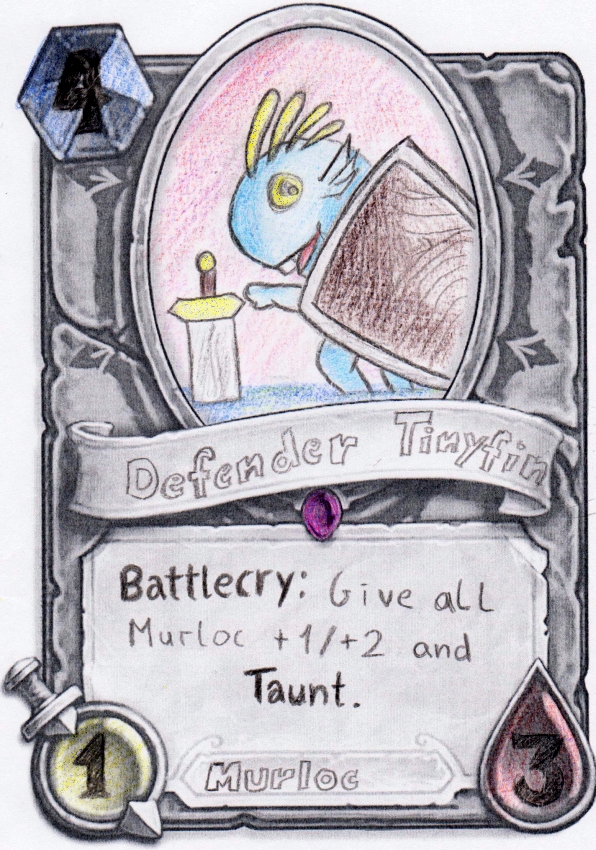 4
Defender Tinyfin
Battlecry: Give all
Murloc +1/+2 and
Taunt.
1
Murloc
3